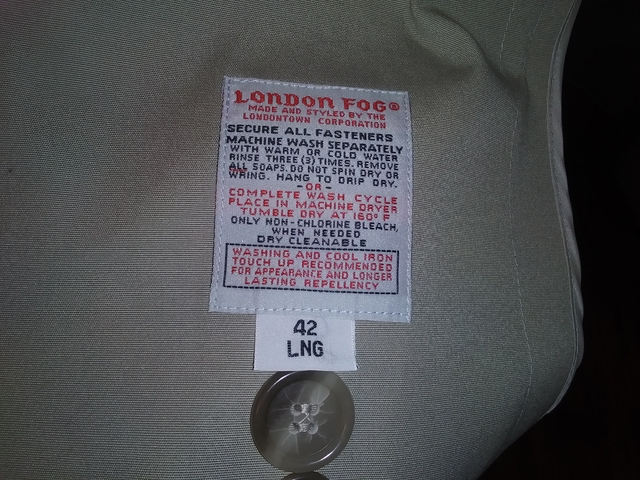 LONDON FOG®
MADE AND STYLED BY THE
LONDONTOWN CORPORATION
SECURE ALL FASTENERS
MACHINE WASH SEPARATELY
WITH WARM OR COLD WATER
RINSE THREE (3) TIMES. REMOVE
ALL SOAPS. DO NOT SPIN DRY OR
WRING. HANG TO DRIP DRY.
-OR-
COMPLETE WASH CYCLE
PLACE IN MACHINE DRYER
TUMBLE DRY AT 160° F
ONLY NON-CHLORINE BLEACH,
WHEN NEEDED
DRY CLEANABLE
WASHING AND COOL IRON
TOUCH UP RECOMMENDED
FOR APPEARANCE AND LONGER
LASTING REPELLENCY
42
LNG